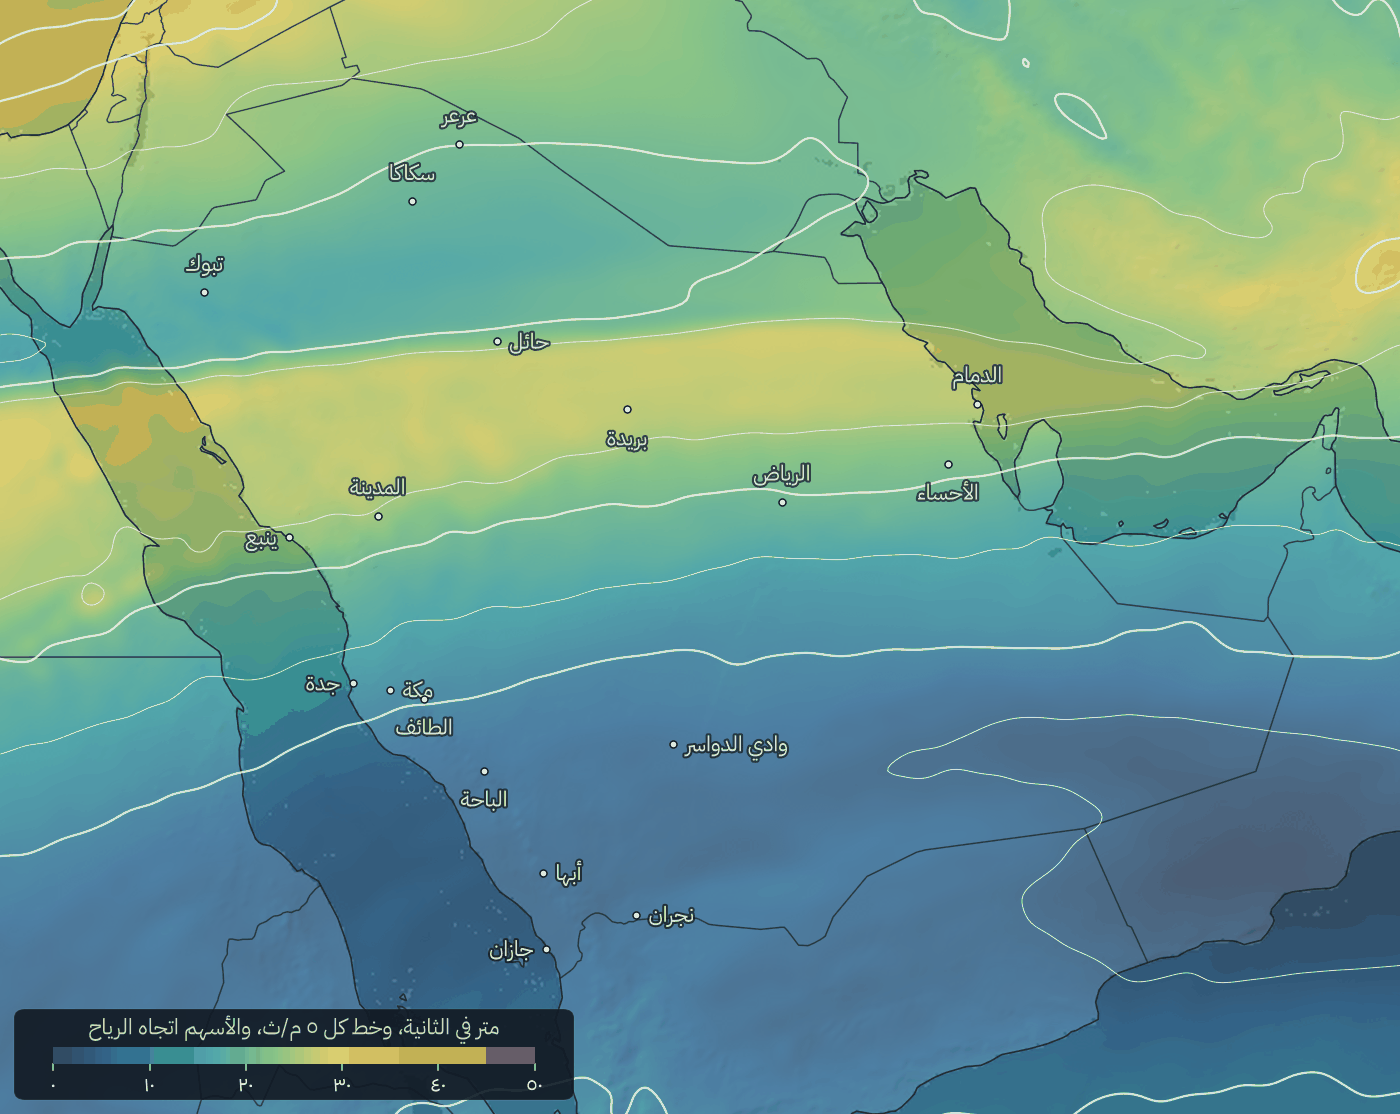 عرعر
سكاكا
تبوك
حائل
الدمام
بريدة
الرياض
المدينة
الأحساء
ينبع
جدة
مكة
الطائف
وادي الدواسر
الباحة
أبها
نجران
جازان
متر في الثانية، وخط كل ٥ م/ث، والأسهم اتجاه الرياح
٠ ١٠ ٢٠ ٣٠ ٤٠ ٥٠